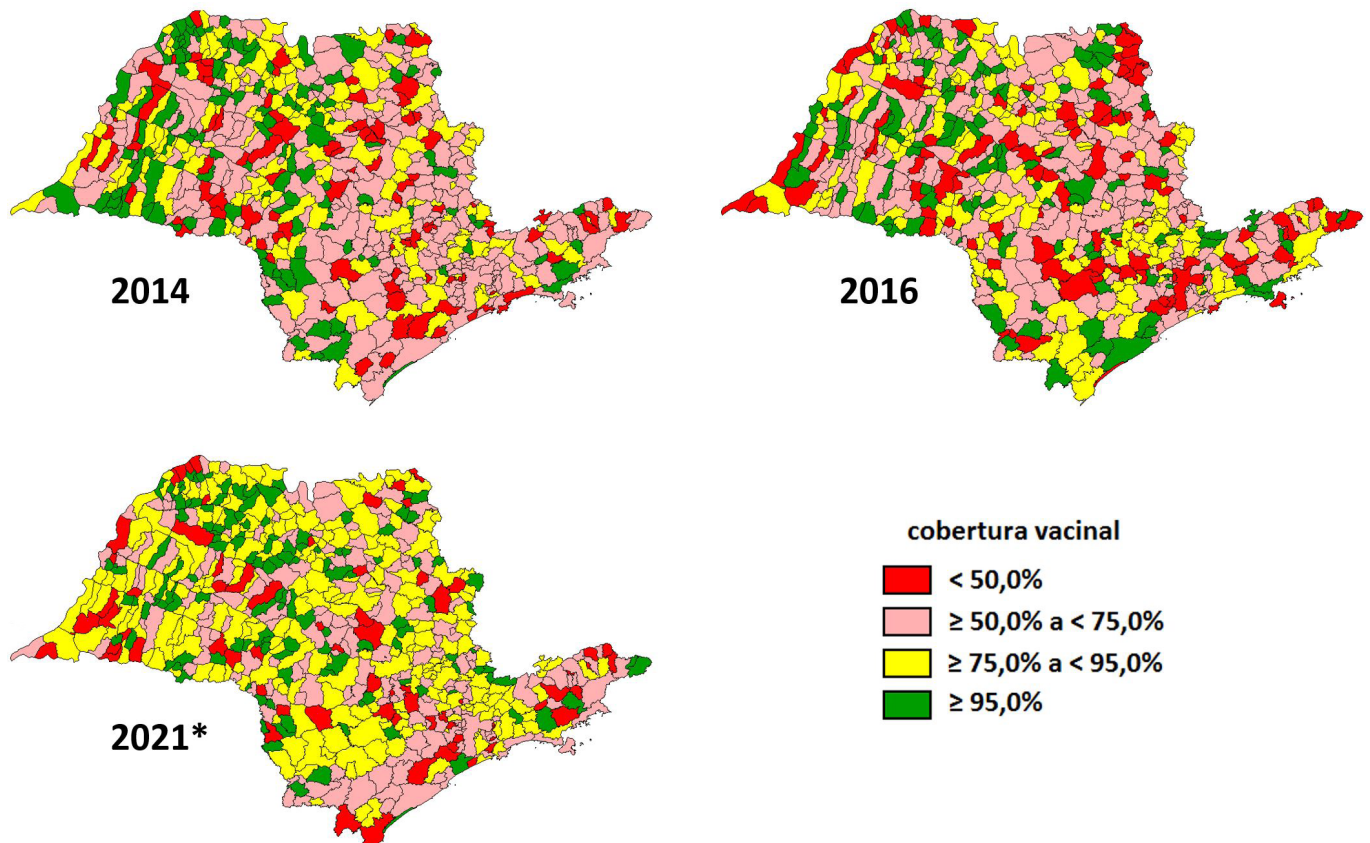 2014
2016
2021*
cobertura vacinal
< 50,0%
≥ 50,0% a < 75,0%
≥ 75,0% a < 95,0%
≥ 95,0%